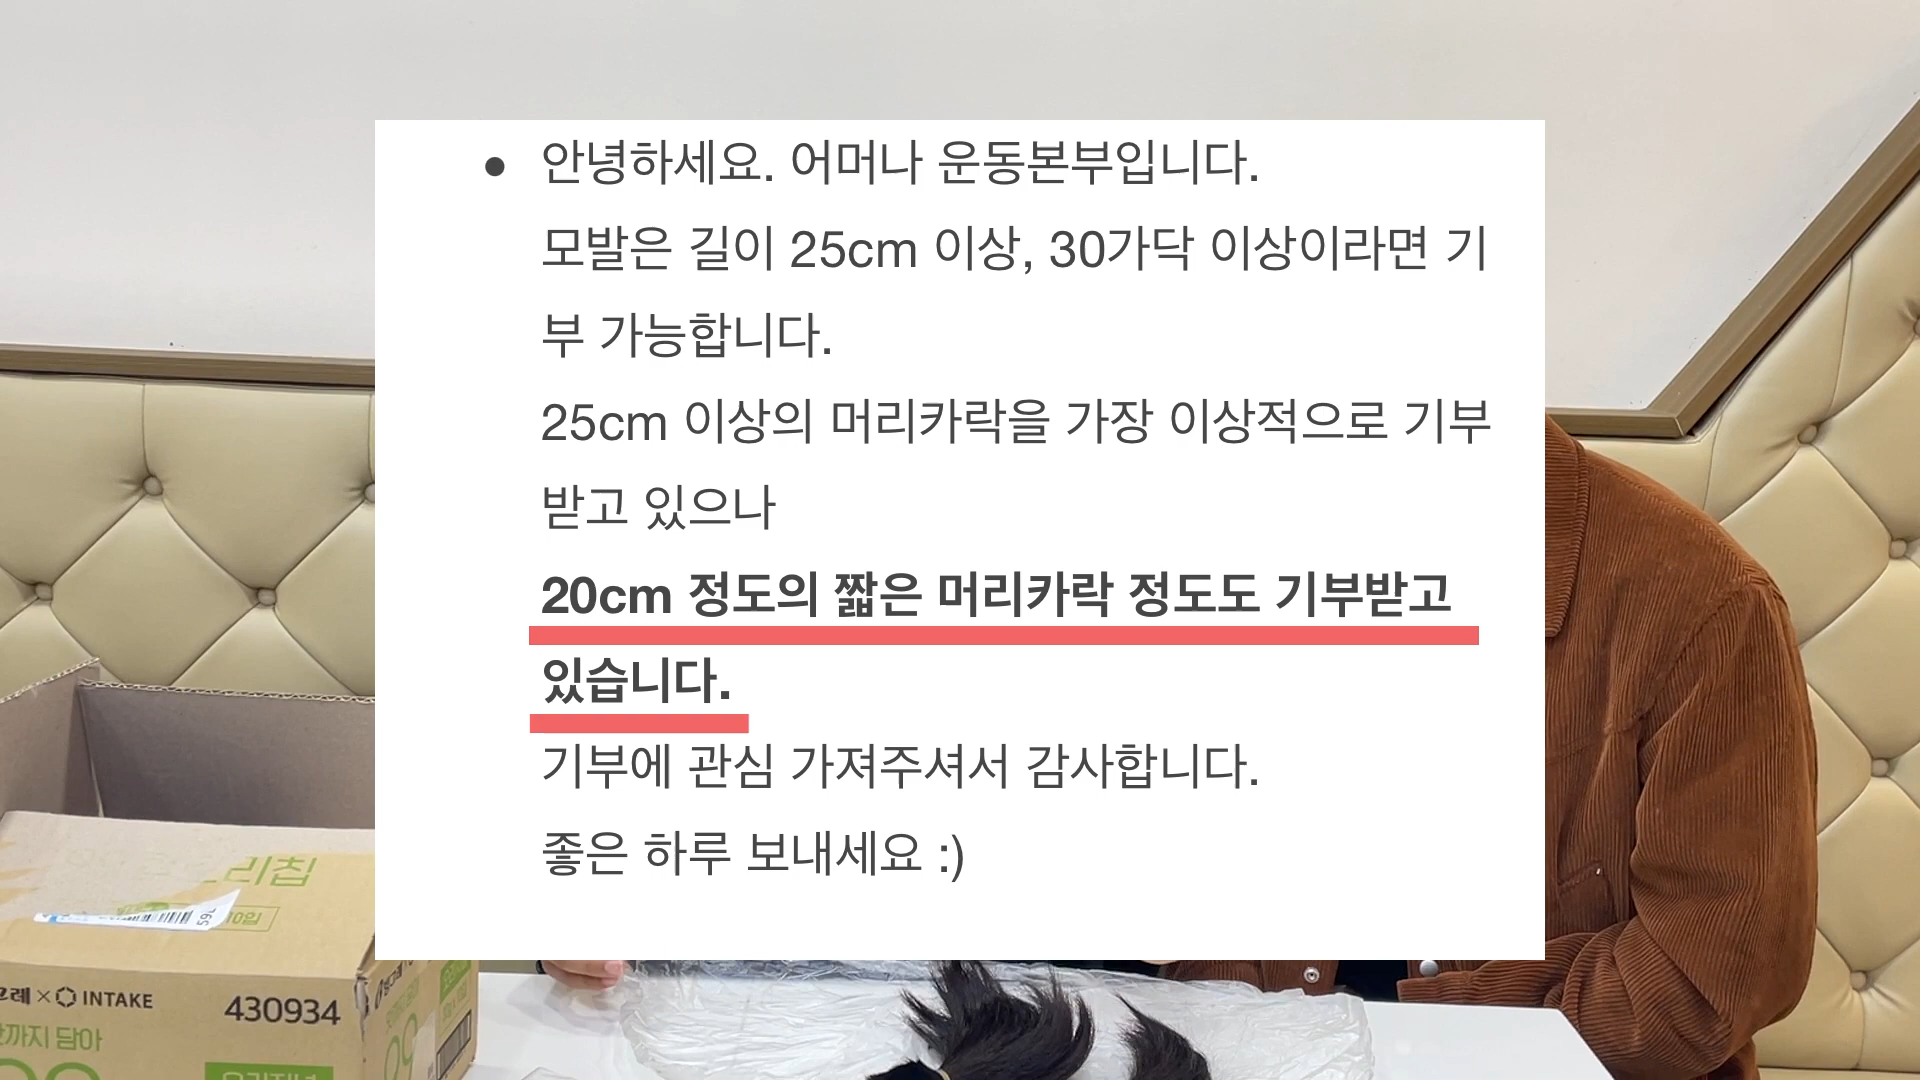 안녕하세요. 어머나 운동본부입니다.
모발은 길이 25cm 이상, 30가닥 이상이라면 기
부 가능합니다.
25cm 이상의 머리카락을 가장 이상적으로 기부
받고 있으나
20cm 정도의 짧은 머리카락 정도도 기부받고
있습니다.
기부에 관심 가져주셔서 감사합니다.
좋은 하루 보내세요 :)
10입
INTAKE
430934
담아